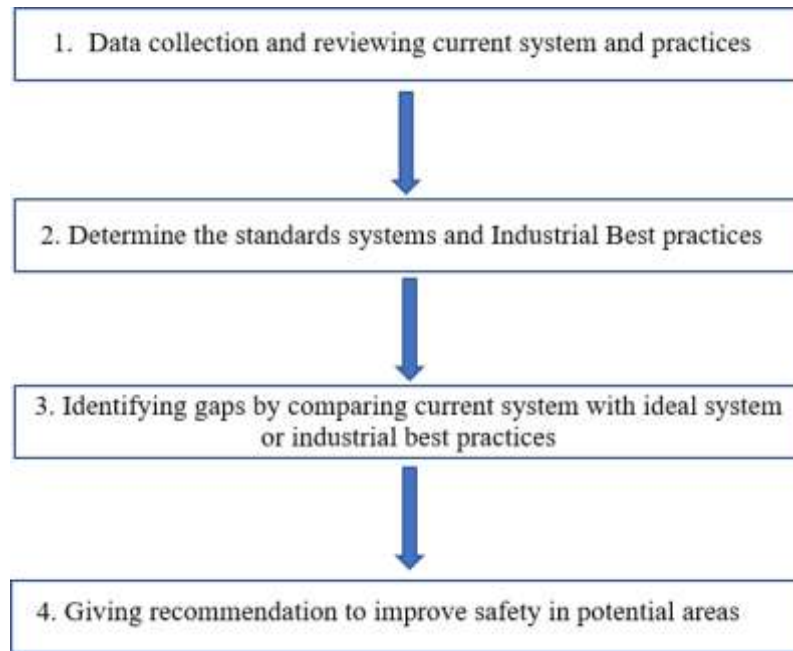 1. Data collection and reviewing current system and practices
2. Determine the standards systems and Industrial Best practices
3. Identifying gaps by comparing current system with ideal system
or industrial best practices
4. Giving recommendation to improve safety in potential areas